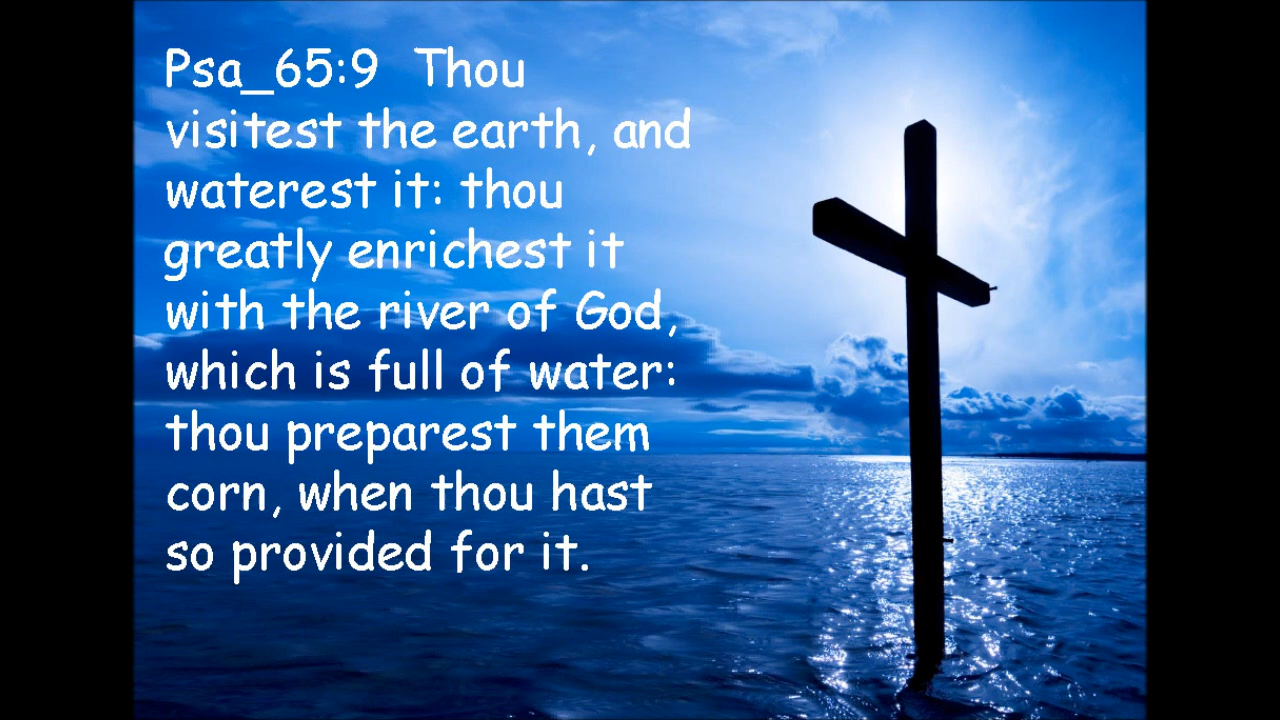 Psa_65:9  Thou
visitest the earth, and
waterest it: thou
greatly enrichest it
with the river of God,
which is full of water:
thou preparest them
corn, when thou hast
so provided for it.